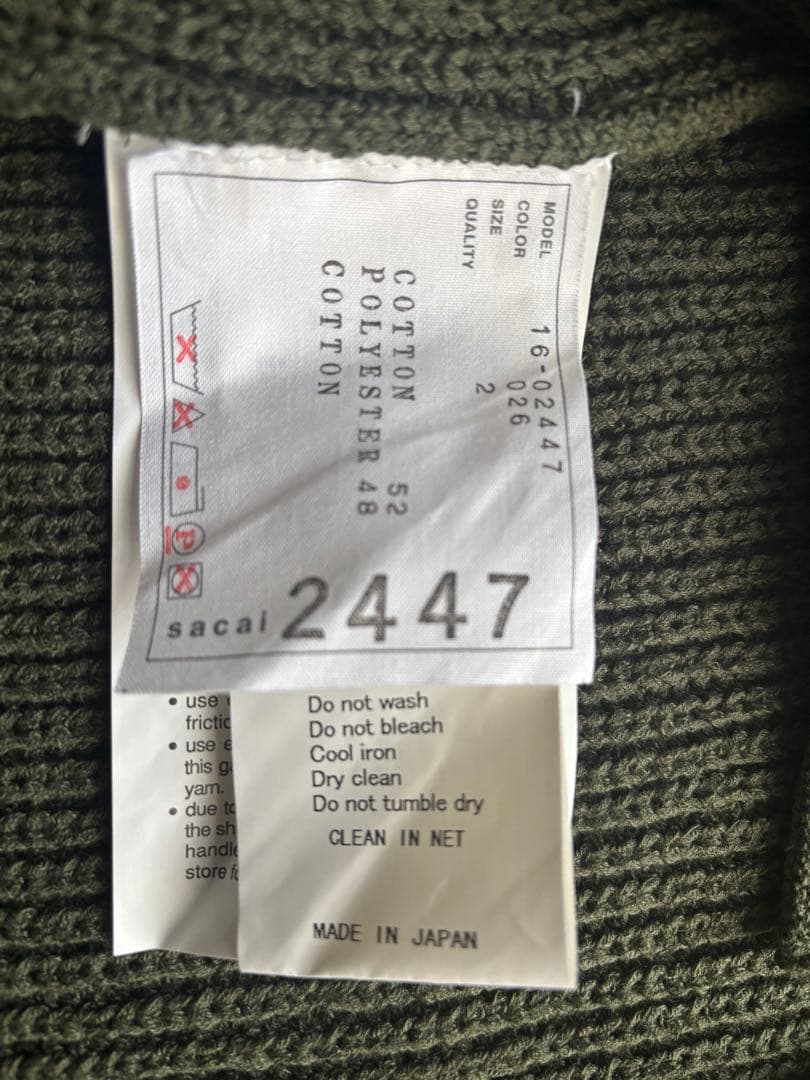 MODEL 16-02447
COLOR 026
SIZE 2
QUALITY
COTTON 52
POLYESTER 48
COTTON
P
sacai 2447
• use
• use
this
yarn.
• due
the
store
Do not wash
Do not bleach
Cool iron
Dry clean
Do not tumble dry
CLEAN IN NET
MADE IN JAPAN